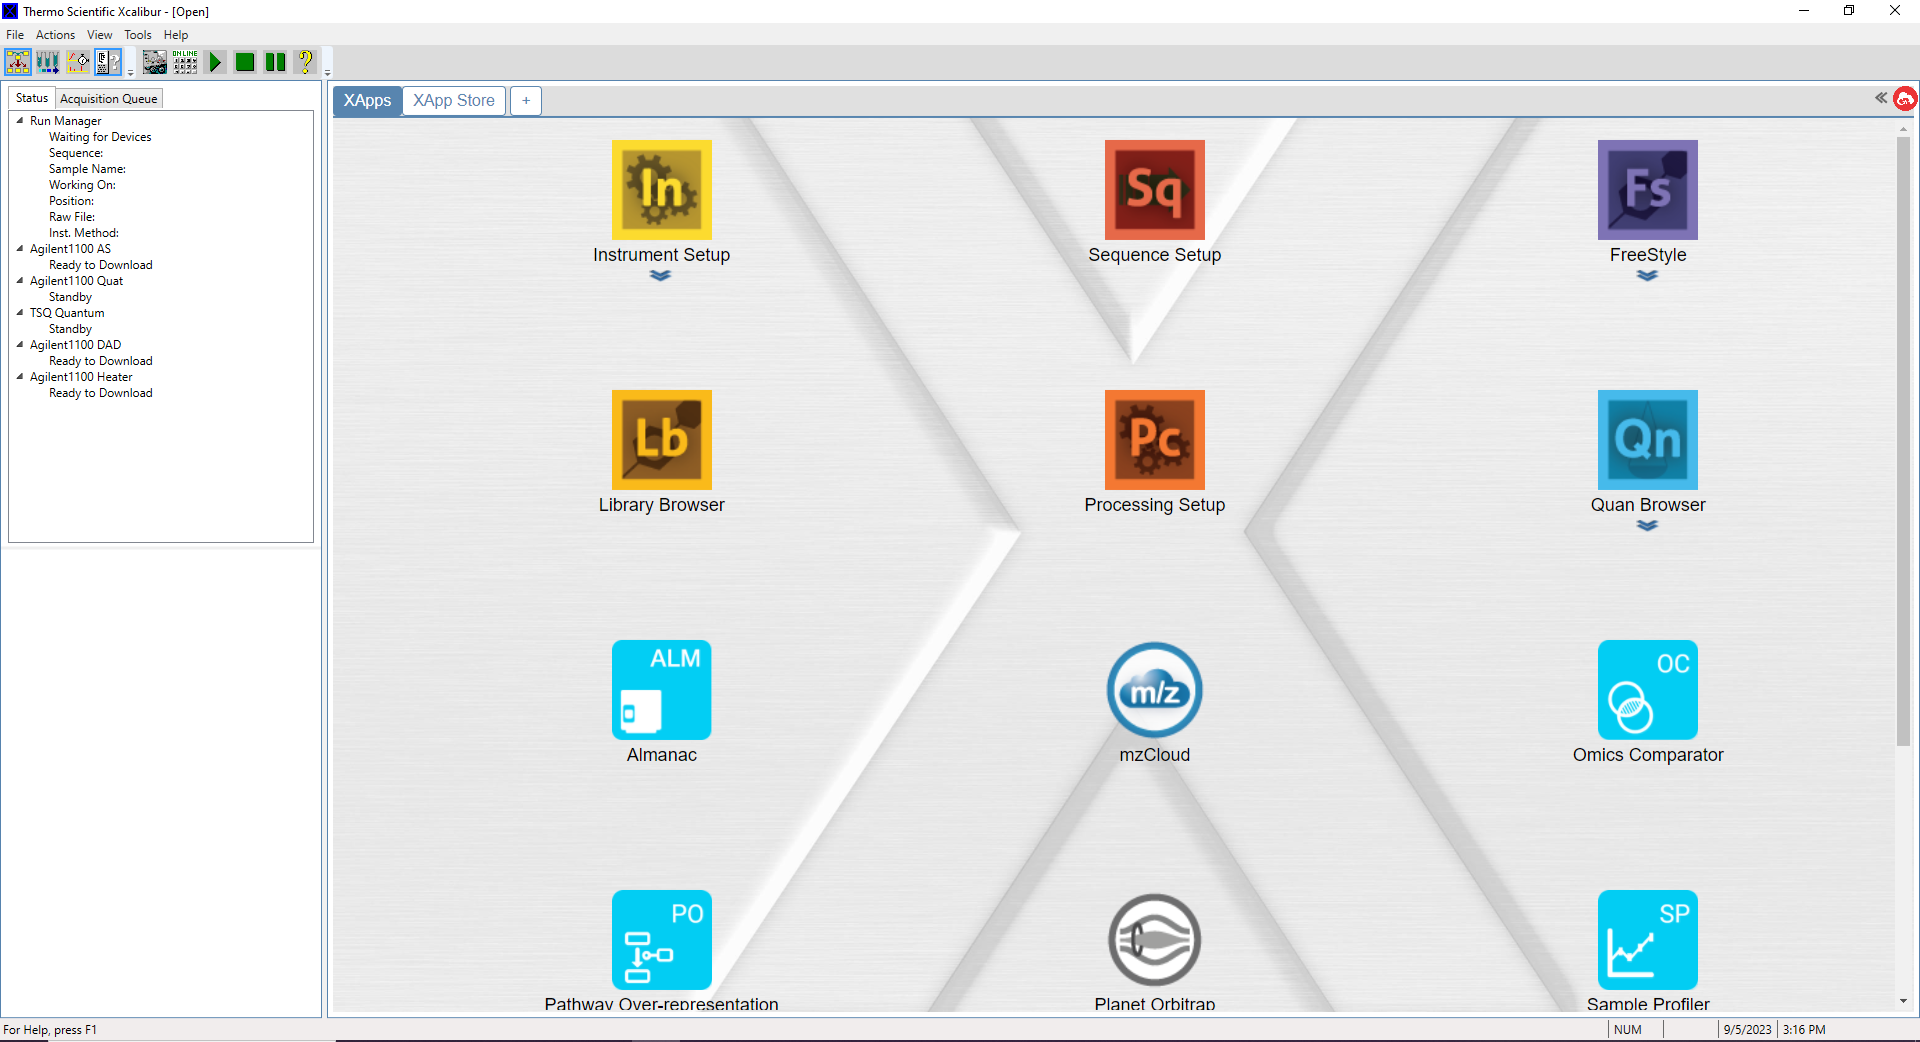 Thermo Scientific Xcalibur - [Open]
File Actions View Tools Help
ONLINE
XApps XApp Store +
Status Acquisition Queue
Run Manager
Waiting for Devices
Sequence:
Sample Name:
Working On:
Position:
Raw File:
Inst. Method:
Agilent1100 AS
Ready to Download
Agilent1100 Quat
Standby
TSQ Quantum
Standby
Agilent1100 DAD
Ready to Download
Agilent1100 Heater
Ready to Download
In Sq Fs
Instrument Setup Sequence Setup FreeStyle
Lb Pc Qn
Library Browser Processing Setup Quan Browser
ALM m/z OC
Almanac mzCloud Omics Comparator
PO SP
Pathway Over-representation Planet Orbitrap Sample Profiler
For Help, press F1 NUM 9/5/2023 3:16 PM